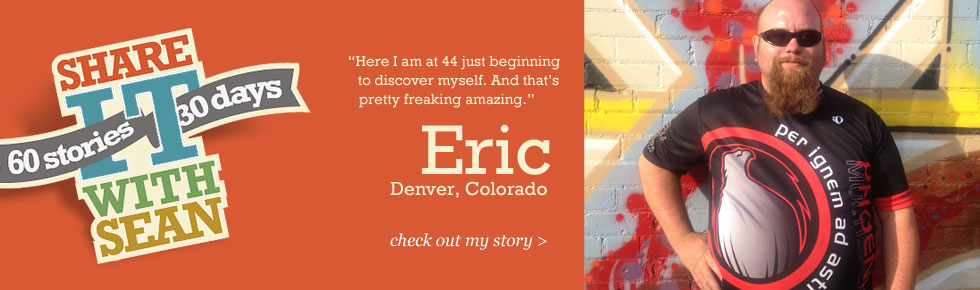 SHARE
IT
60 stories 30 days
WITH
SEAN
“Here I am at 44 just beginning
to discover myself. And that’s
pretty freaking amazing.”
Eric
Denver, Colorado
check out my story >
per ignem ad